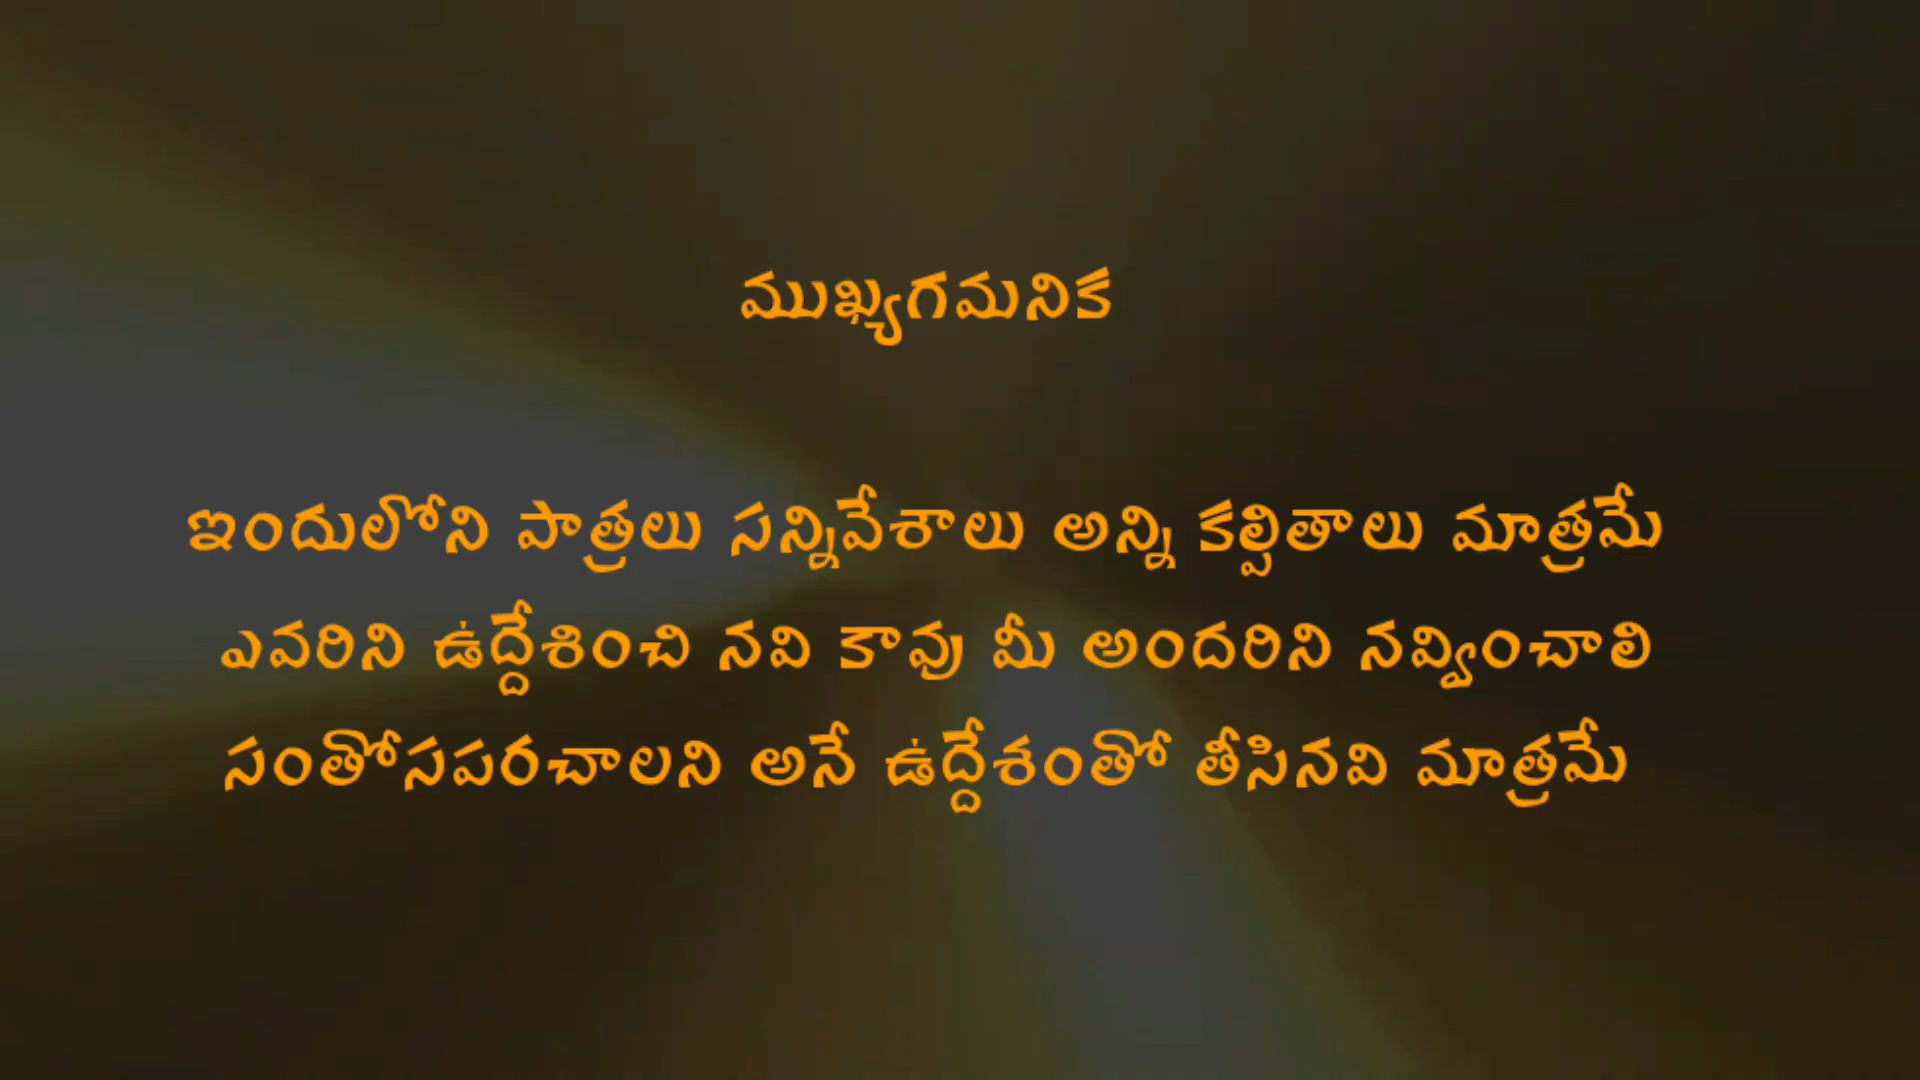 ముఖ్యగమనిక
ఇందులోని పాత్రలు సన్నివేశాలు అన్ని కల్పితాలు మాత్రమే
ఎవరిని ఉద్దేశించి నవి కావు మీ అందరిని నవ్వించాలి
సంతోసపరచాలని అనే ఉద్దేశంతో తీసినవి మాత్రమే